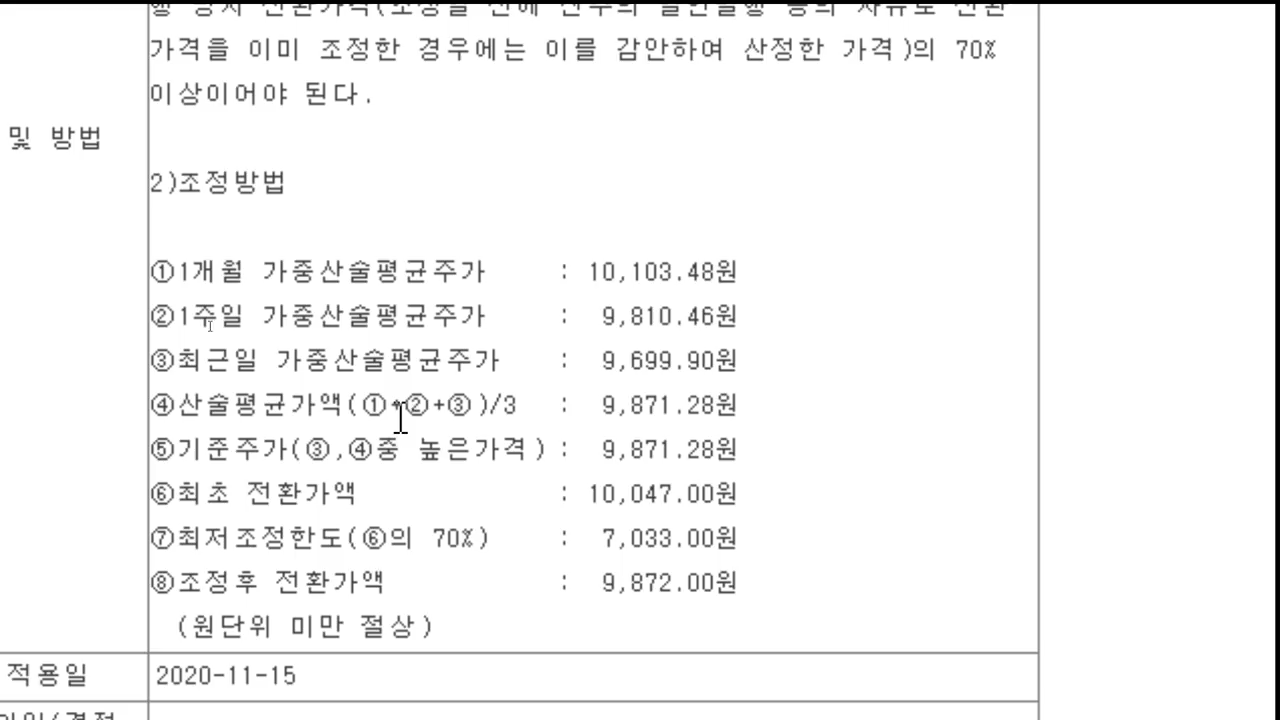 가격을 이미 조정한 경우에는 이를 감안하여 산정한 가격)의 70%
이상이어야 된다.
및 방법
2)조정방법
①1개월 가중산술평균주가 : 10,103.48원
②1주일 가중산술평균주가 : 9,810.46원
③최근일 가중산술평균주가 : 9,699.90원
④산술평균가액(①+②+③)/3 : 9,871.28원
⑤기준주가(③,④중 높은가격) : 9,871.28원
⑥최초 전환가액 : 10,047.00원
⑦최저조정한도(⑥의 70%) : 7,033.00원
⑧조정후 전환가액 : 9,872.00원
(원단위 미만 절상)
적용일 2020-11-15